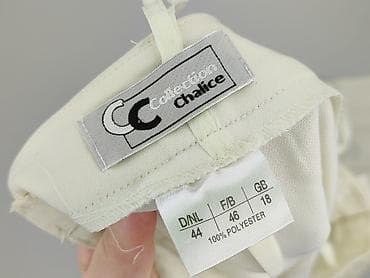 CC Collection
Chalice
D/NL F/B GB
44 46 18
100% POLYESTER